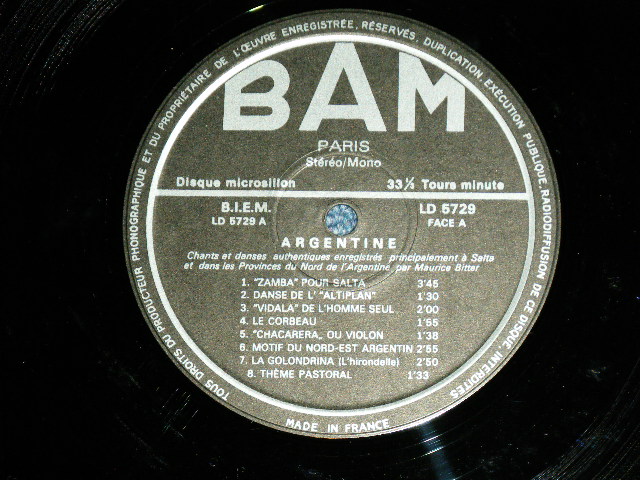 TOUS DROITS DU PRODUCTEUR PHONOGRAPHIQUE ET DU PROPRIÉTAIRE DE L'ŒUVRE ENREGISTRÉE, RÉSERVÉS, DUPLICATION, EXÉCUTION PUBLIQUE, RADIODIFFUSION DE CE DISQUE, INTERDITES
BAM
PARIS
Stéréo/Mono
Disque microsillon 33⅓ Tours minute
B.I.E.M. LD 5729
LD 5729 A FACE A
ARGENTINE
Chants et danses authentiques enregistrés principalement à Salta
et dans les Provinces du Nord de l'Argentine par Maurice Bitter
1. "ZAMBA" POUR SALTA 3'45
2. DANSE DE L' "ALTIPLAN" 1'30
3. "VIDALA" DE L'HOMME SEUL 2'00
4. LE CORBEAU 1'55
5. "CHACARERA„ OU VIOLON 1'38
6. MOTIF DU NORD-EST ARGENTIN 2'55
7. LA GOLONDRINA (L'hirondelle) 2'50
8. THÈME PASTORAL 1'33
MADE IN FRANCE